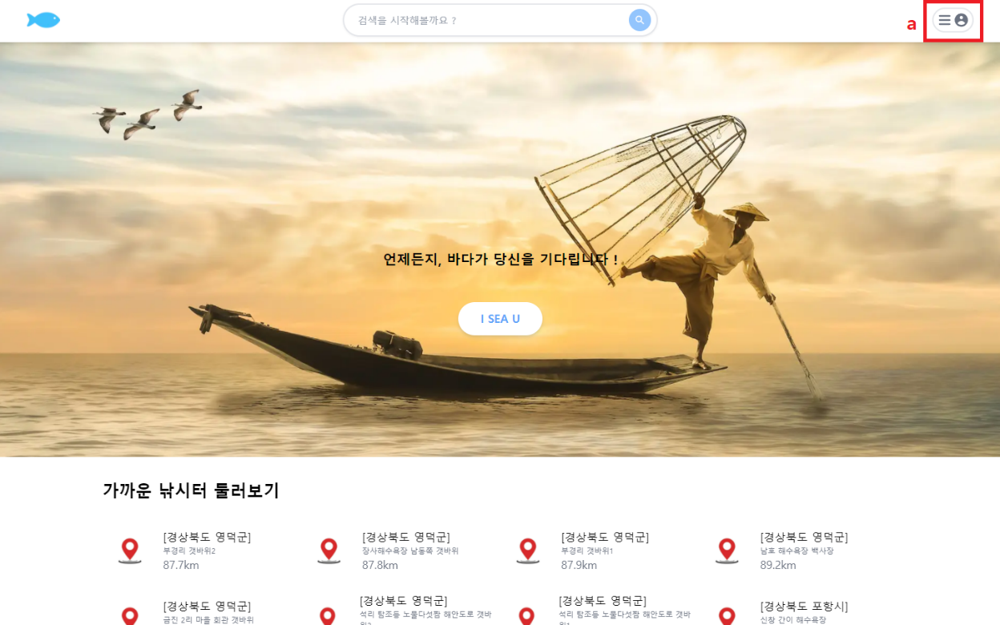 검색을 시작해볼까요 ?
a
언제든지, 바다가 당신을 기다립니다 !
I SEA U
가까운 낚시터 둘러보기
[경상북도 영덕군]
부경리 갯바위2
87.7km
[경상북도 영덕군]
장사해수욕장 남동쪽 갯바위
87.8km
[경상북도 영덕군]
부경리 갯바위1
87.9km
[경상북도 영덕군]
남호 해수욕장 백사장
89.2km
[경상북도 영덕군]
금진 2리 마을 회관 갯바위
[경상북도 영덕군]
석리 탐조등 노물다섯짬 해안도로 갯바
[경상북도 영덕군]
석리 탐조등 노물다섯짬 해안도로 갯바
[경상북도 포항시]
신창 간이 해수욕장